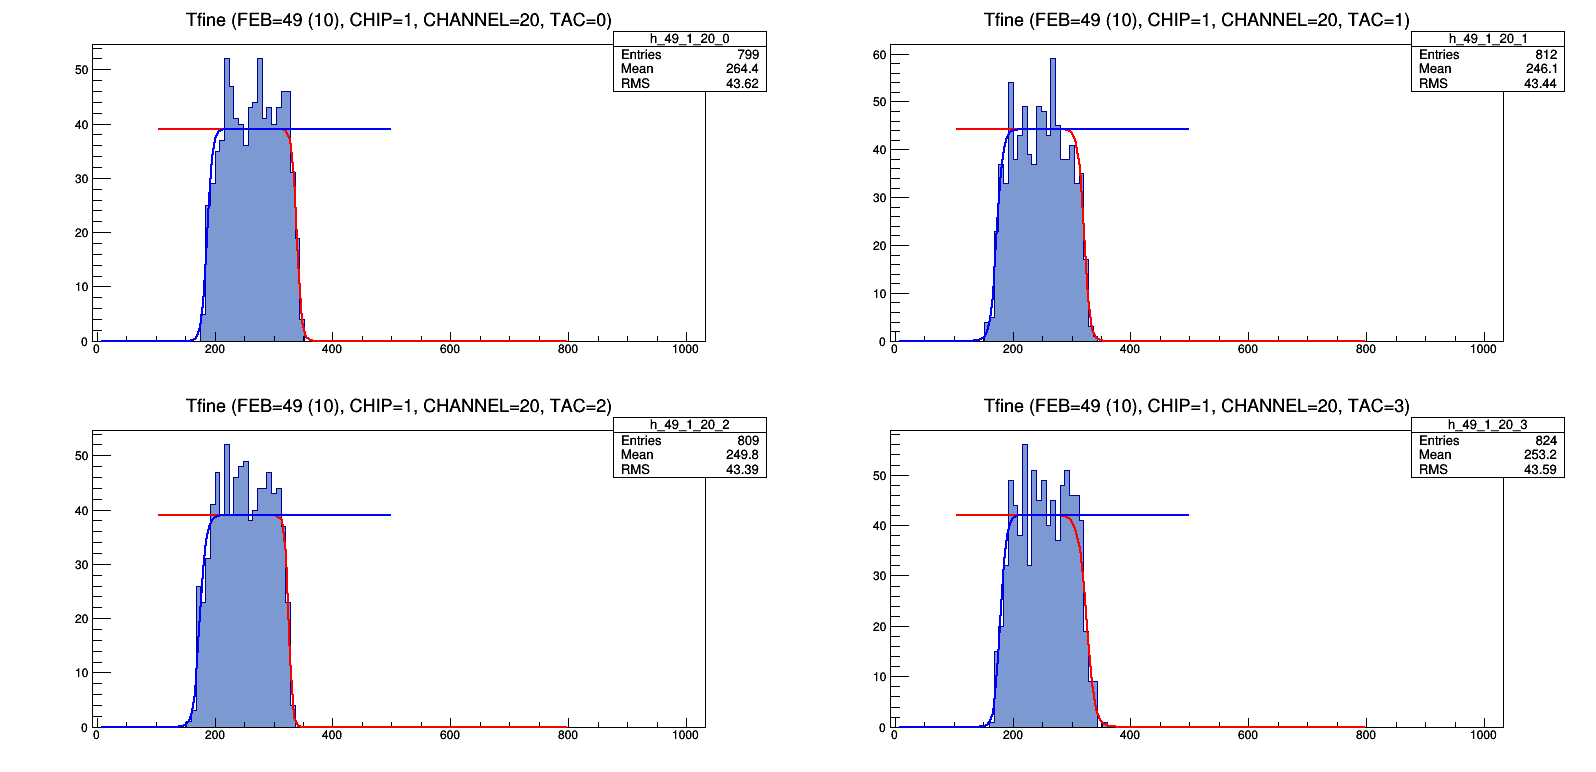 Tfine (FEB=49 (10), CHIP=1, CHANNEL=20, TAC=0)
h_49_1_20_0
Entries 799
Mean 264.4
RMS 43.62
50
40
30
20
10
0
0 200 400 600 800 1000
Tfine (FEB=49 (10), CHIP=1, CHANNEL=20, TAC=1)
h_49_1_20_1
Entries 812
Mean 246.1
RMS 43.44
60
50
40
30
20
10
0
0 200 400 600 800 1000
Tfine (FEB=49 (10), CHIP=1, CHANNEL=20, TAC=2)
h_49_1_20_2
Entries 809
Mean 249.8
RMS 43.39
50
40
30
20
10
0
0 200 400 600 800 1000
Tfine (FEB=49 (10), CHIP=1, CHANNEL=20, TAC=3)
h_49_1_20_3
Entries 824
Mean 253.2
RMS 43.59
50
40
30
20
10
0
0 200 400 600 800 1000